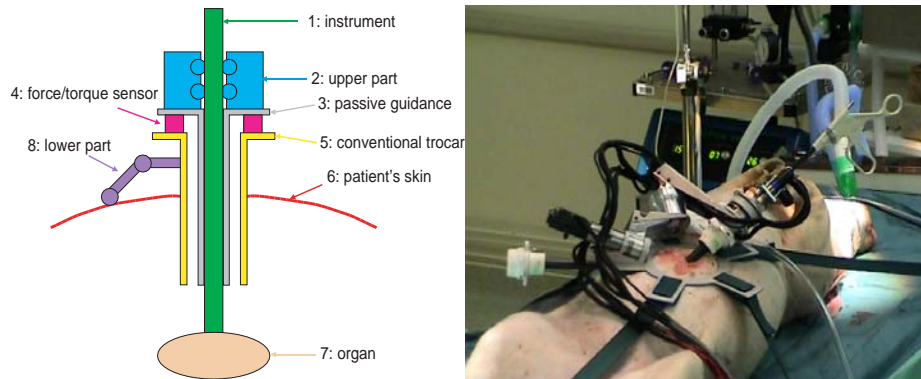 1: instrument
2: upper part
4: force/torque sensor
3: passive guidance
5: conventional trocar
8: lower part
6: patient's skin
7: organ